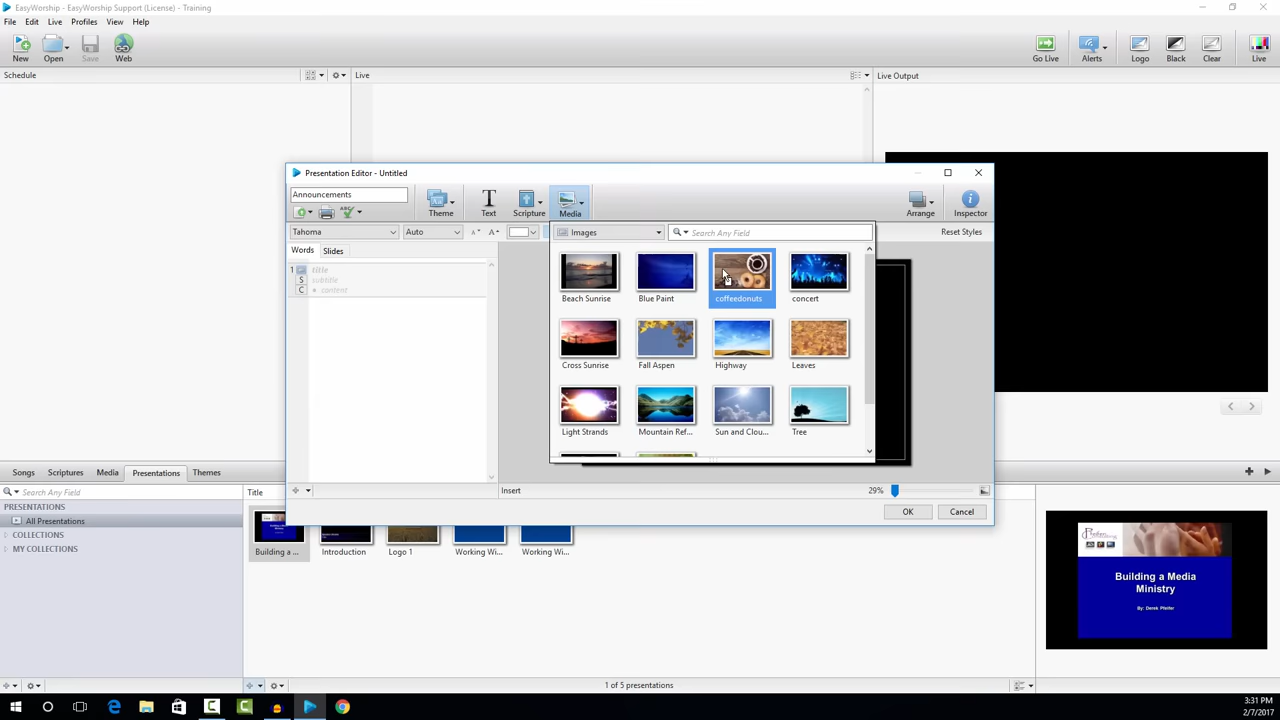 EasyWorship - EasyWorship Support (License) - Training
File Edit Live Profiles View Help
New Open Save Web Go Live Alerts Logo Black Clear Live
Schedule Live Live Output
Presentation Editor - Untitled
Announcements
Theme Text Scripture Media Arrange Inspector
Tahoma Auto Reset Styles
Words Slides
Images Search Any Field
1 title
S subtitle
C + content
Beach Sunrise Blue Paint coffeedonuts concert
Cross Sunrise Fall Aspen Highway Leaves
Light Strands Mountain Ref... Sun and Clou... Tree
Insert 29%
OK Cancel
Songs Scriptures Media Presentations Themes
Search Any Field Title
PRESENTATIONS
All Presentations
COLLECTIONS
MY COLLECTIONS
Building a ... Introduction Logo 1 Working Wi... Working Wi...
Building a Media
Ministry
By: Derek Pfeifer
1 of 5 presentations
3:31 PM
2/7/2017